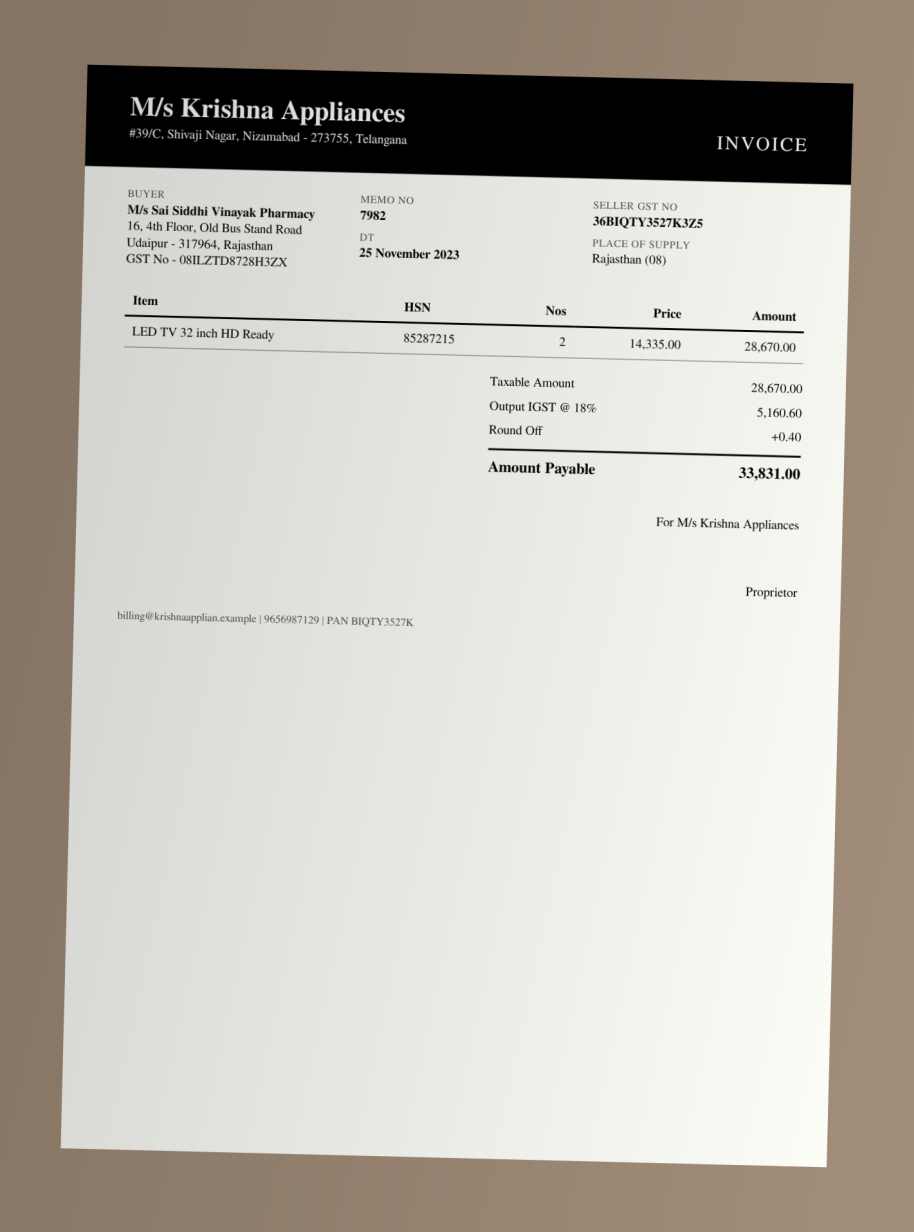 M/s Krishna Appliances
#39/C, Shivaji Nagar, Nizamabad - 273755, Telangana
INVOICE
BUYER
M/s Sai Siddhi Vinayak Pharmacy
16, 4th Floor, Old Bus Stand Road
Udaipur - 317964, Rajasthan
GST No - 08ILZTD8728H3ZX
MEMO NO
7982
DT
25 November 2023
SELLER GST NO
36BIQTY3527K3Z5
PLACE OF SUPPLY
Rajasthan (08)
Item HSN Nos Price Amount
LED TV 32 inch HD Ready 85287215 2 14,335.00 28,670.00
Taxable Amount 28,670.00
Output IGST @ 18% 5,160.60
Round Off +0.40
Amount Payable 33,831.00
For M/s Krishna Appliances
Proprietor
billing@krishnaapplian.example | 9656987129 | PAN BIQTY3527K